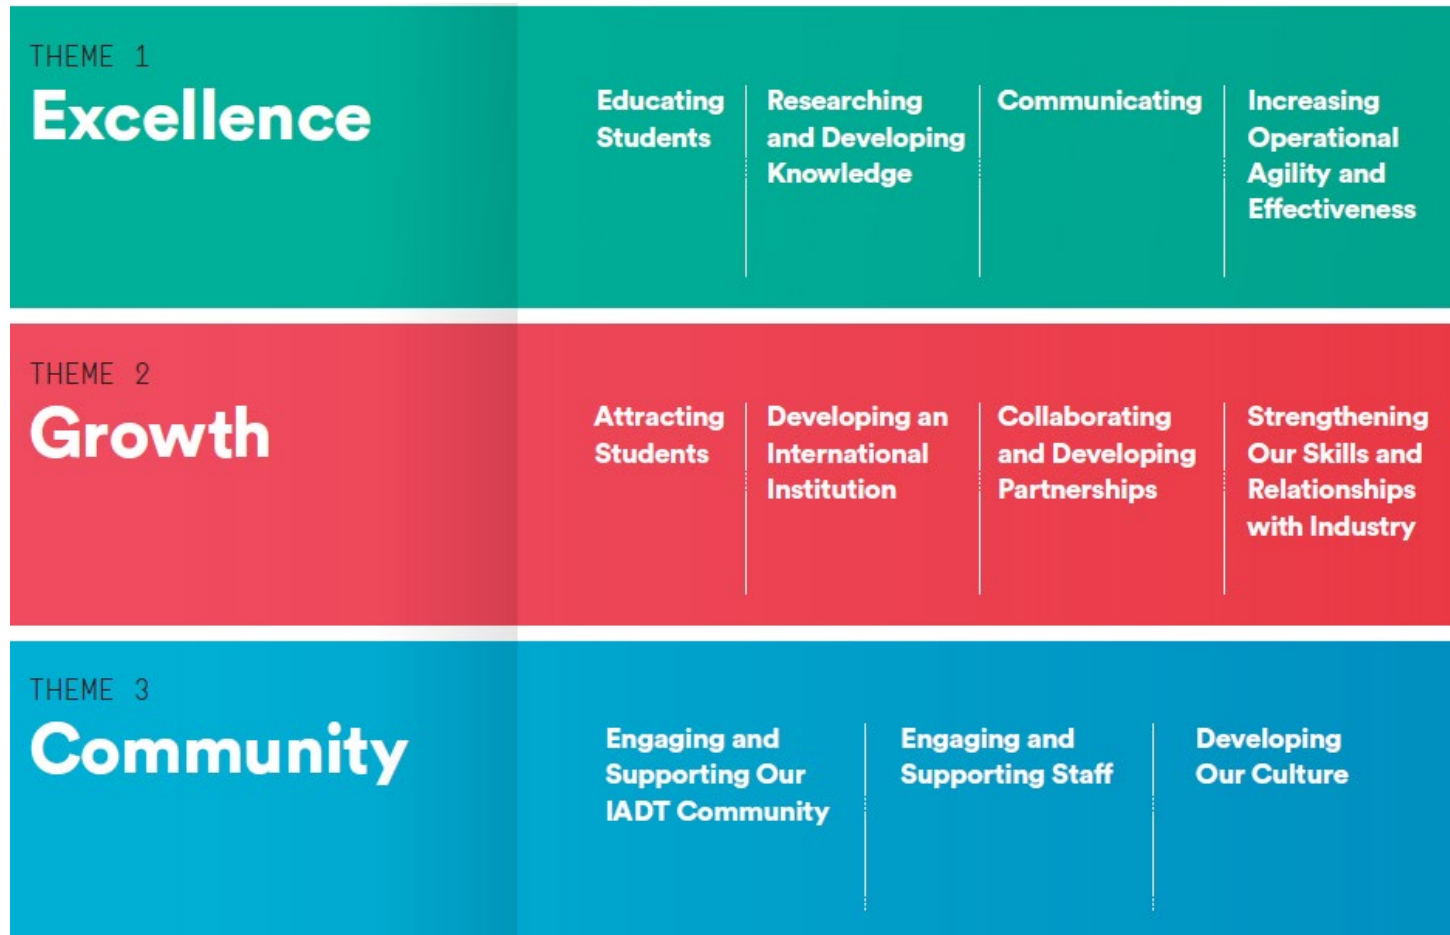 THEME 1
Excellence
Educating
Students
Researching
and Developing
Knowledge
Communicating
Increasing
Operational
Agility and
Effectiveness
THEME 2
Growth
Attracting
Students
Developing an
International
Institution
Collaborating
and Developing
Partnerships
Strengthening
Our Skills and
Relationships
with Industry
THEME 3
Community
Engaging and
Supporting Our
IADT Community
Engaging and
Supporting Staff
Developing
Our Culture